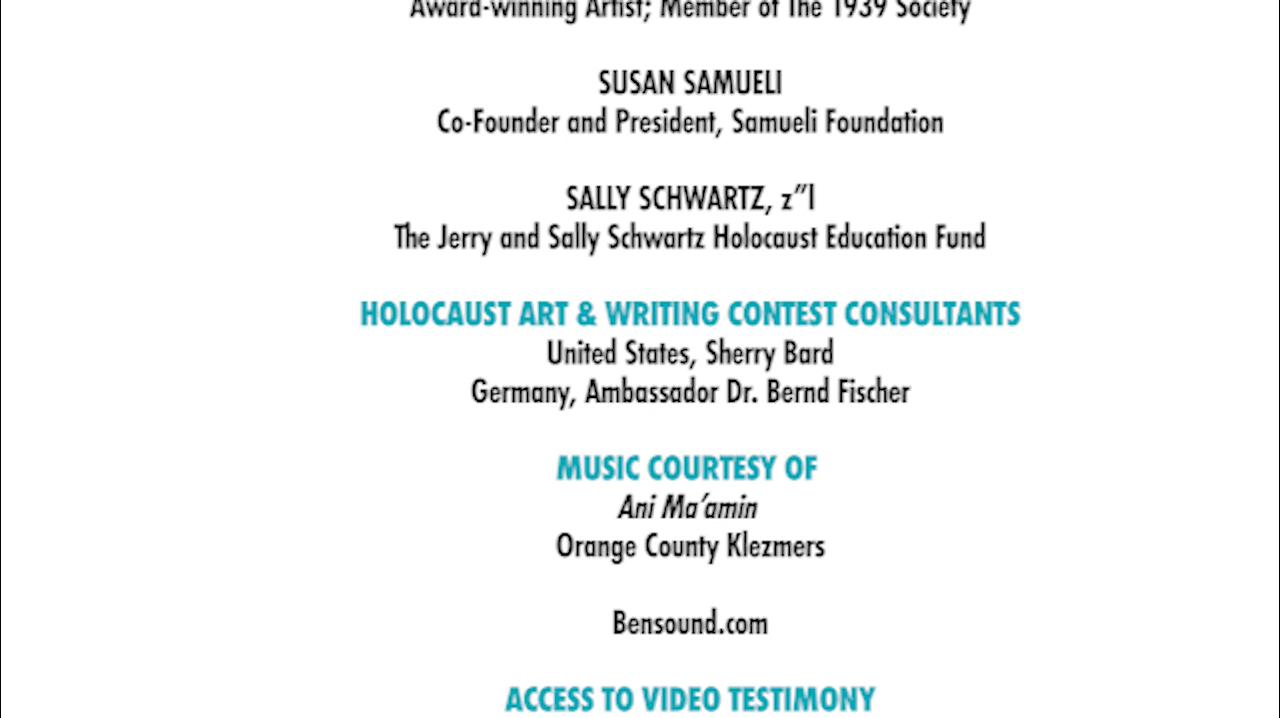 Award-winning Artist; Member of The 1939 Society
SUSAN SAMUELI
Co-Founder and President, Samueli Foundation
SALLY SCHWARTZ, z”l
The Jerry and Sally Schwartz Holocaust Education Fund
HOLOCAUST ART & WRITING CONTEST CONSULTANTS
United States, Sherry Bard
Germany, Ambassador Dr. Bernd Fischer
MUSIC COURTESY OF
Ani Ma’amin
Orange County Klezmers
Bensound.com
ACCESS TO VIDEO TESTIMONY